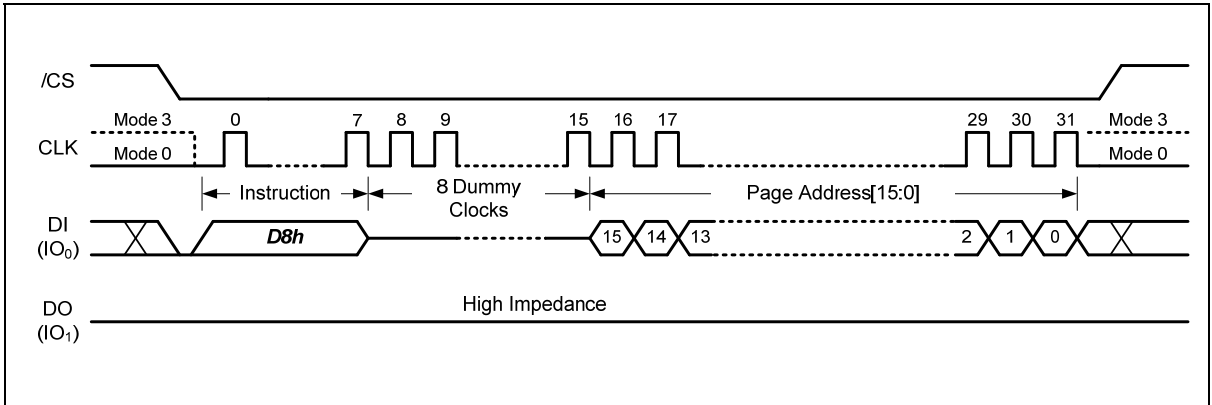 /CS
Mode 3 0 7 8 9 15 16 17 29 30 31 Mode 3
CLK
Mode 0 Mode 0
Instruction 8 Dummy Clocks Page Address[15:0]
DI
(IO0)
D8h 15 14 13 2 1 0
High Impedance
DO
(IO1)